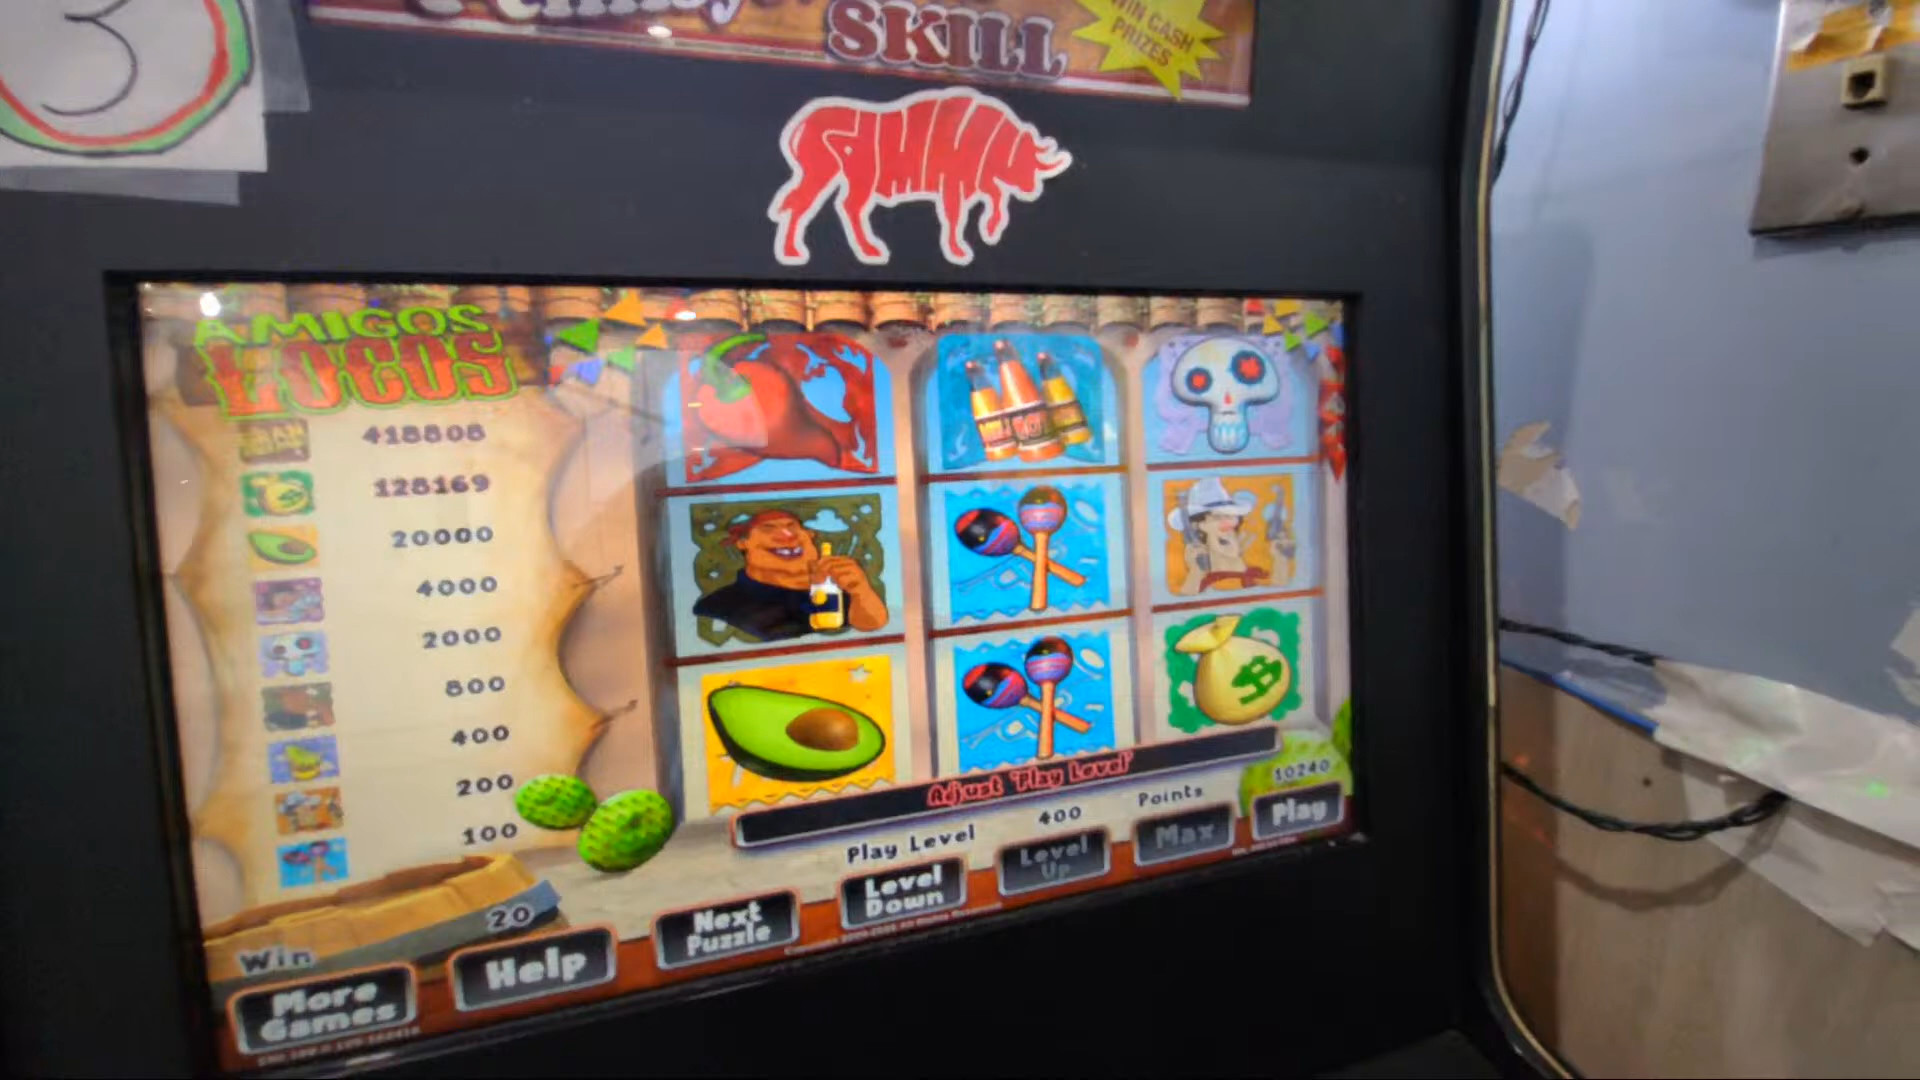 3
SKILL
WIN CASH
PRIZES
AMIGOS
LOCOS
418808
128169
20000
4000
2000
800
400
200
100
Adjust 'Play Level'
Play Level
400
Points
10240
Win
20
More
Games
Help
Next
Puzzle
Level
Down
Level
Up
Max
Play